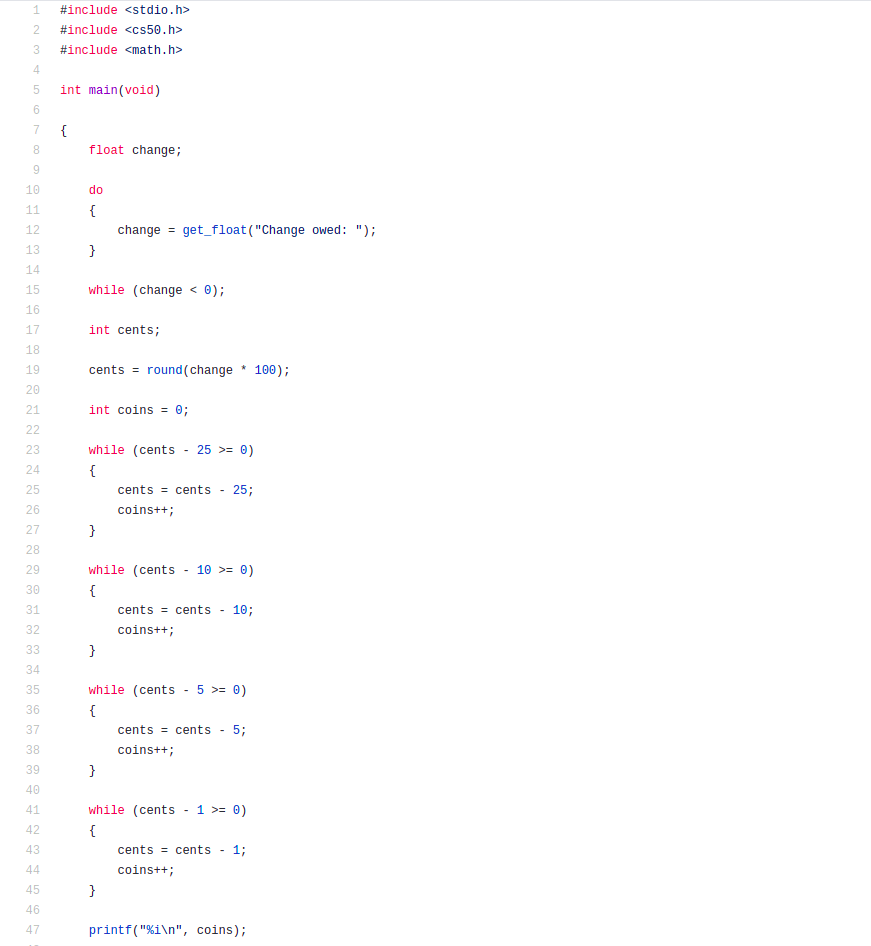 1 #include <stdio.h>
2 #include <cs50.h>
3 #include <math.h>
4
5 int main(void)
6
7 {
8     float change;
9
10     do
11     {
12         change = get_float("Change owed: ");
13     }
14
15     while (change < 0);
16
17     int cents;
18
19     cents = round(change * 100);
20
21     int coins = 0;
22
23     while (cents - 25 >= 0)
24     {
25         cents = cents - 25;
26         coins++;
27     }
28
29     while (cents - 10 >= 0)
30     {
31         cents = cents - 10;
32         coins++;
33     }
34
35     while (cents - 5 >= 0)
36     {
37         cents = cents - 5;
38         coins++;
39     }
40
41     while (cents - 1 >= 0)
42     {
43         cents = cents - 1;
44         coins++;
45     }
46
47     printf("%i\n", coins);